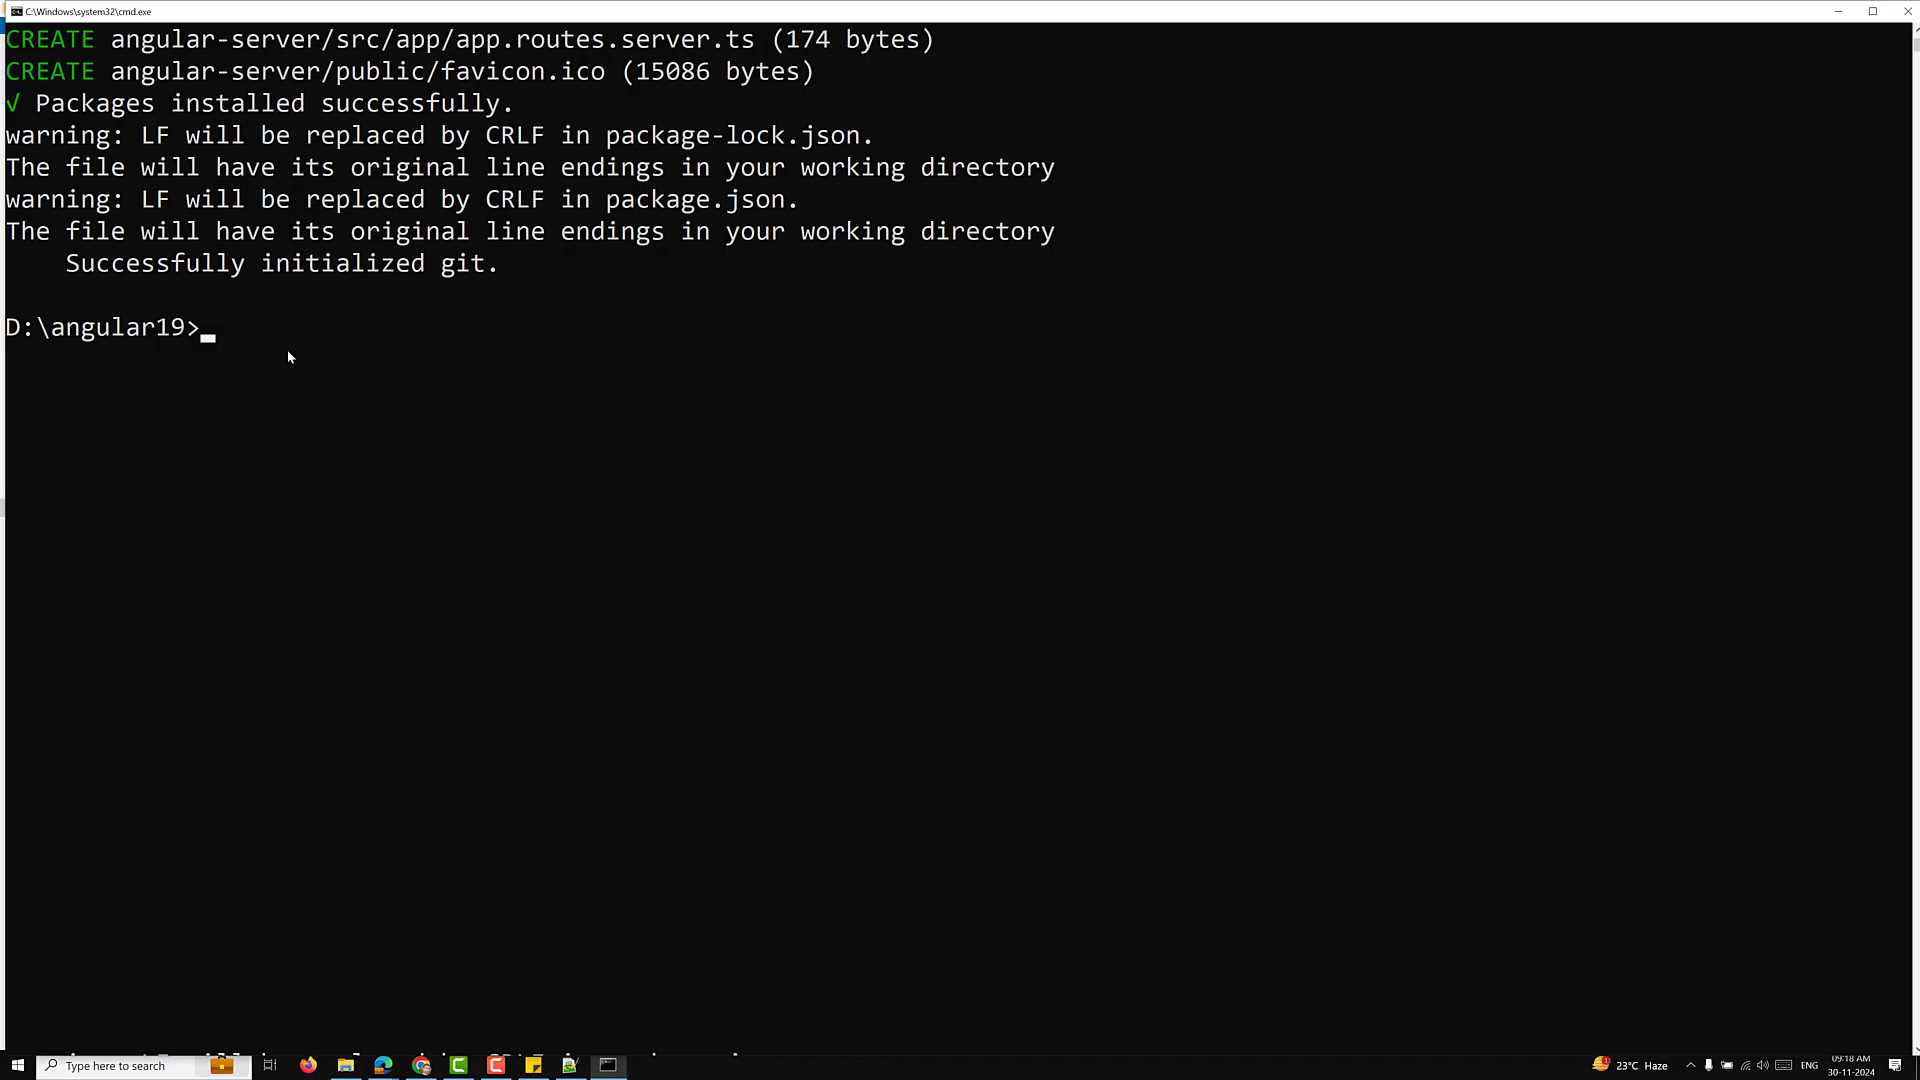 C:\Windows\system32\cmd.exe
CREATE angular-server/src/app/app.routes.server.ts (174 bytes)
CREATE angular-server/public/favicon.ico (15086 bytes)
√ Packages installed successfully.
warning: LF will be replaced by CRLF in package-lock.json.
The file will have its original line endings in your working directory
warning: LF will be replaced by CRLF in package.json.
The file will have its original line endings in your working directory
Successfully initialized git.
D:\angular19>
Type here to search
23°C Haze
ENG
09:18 AM
30-11-2024